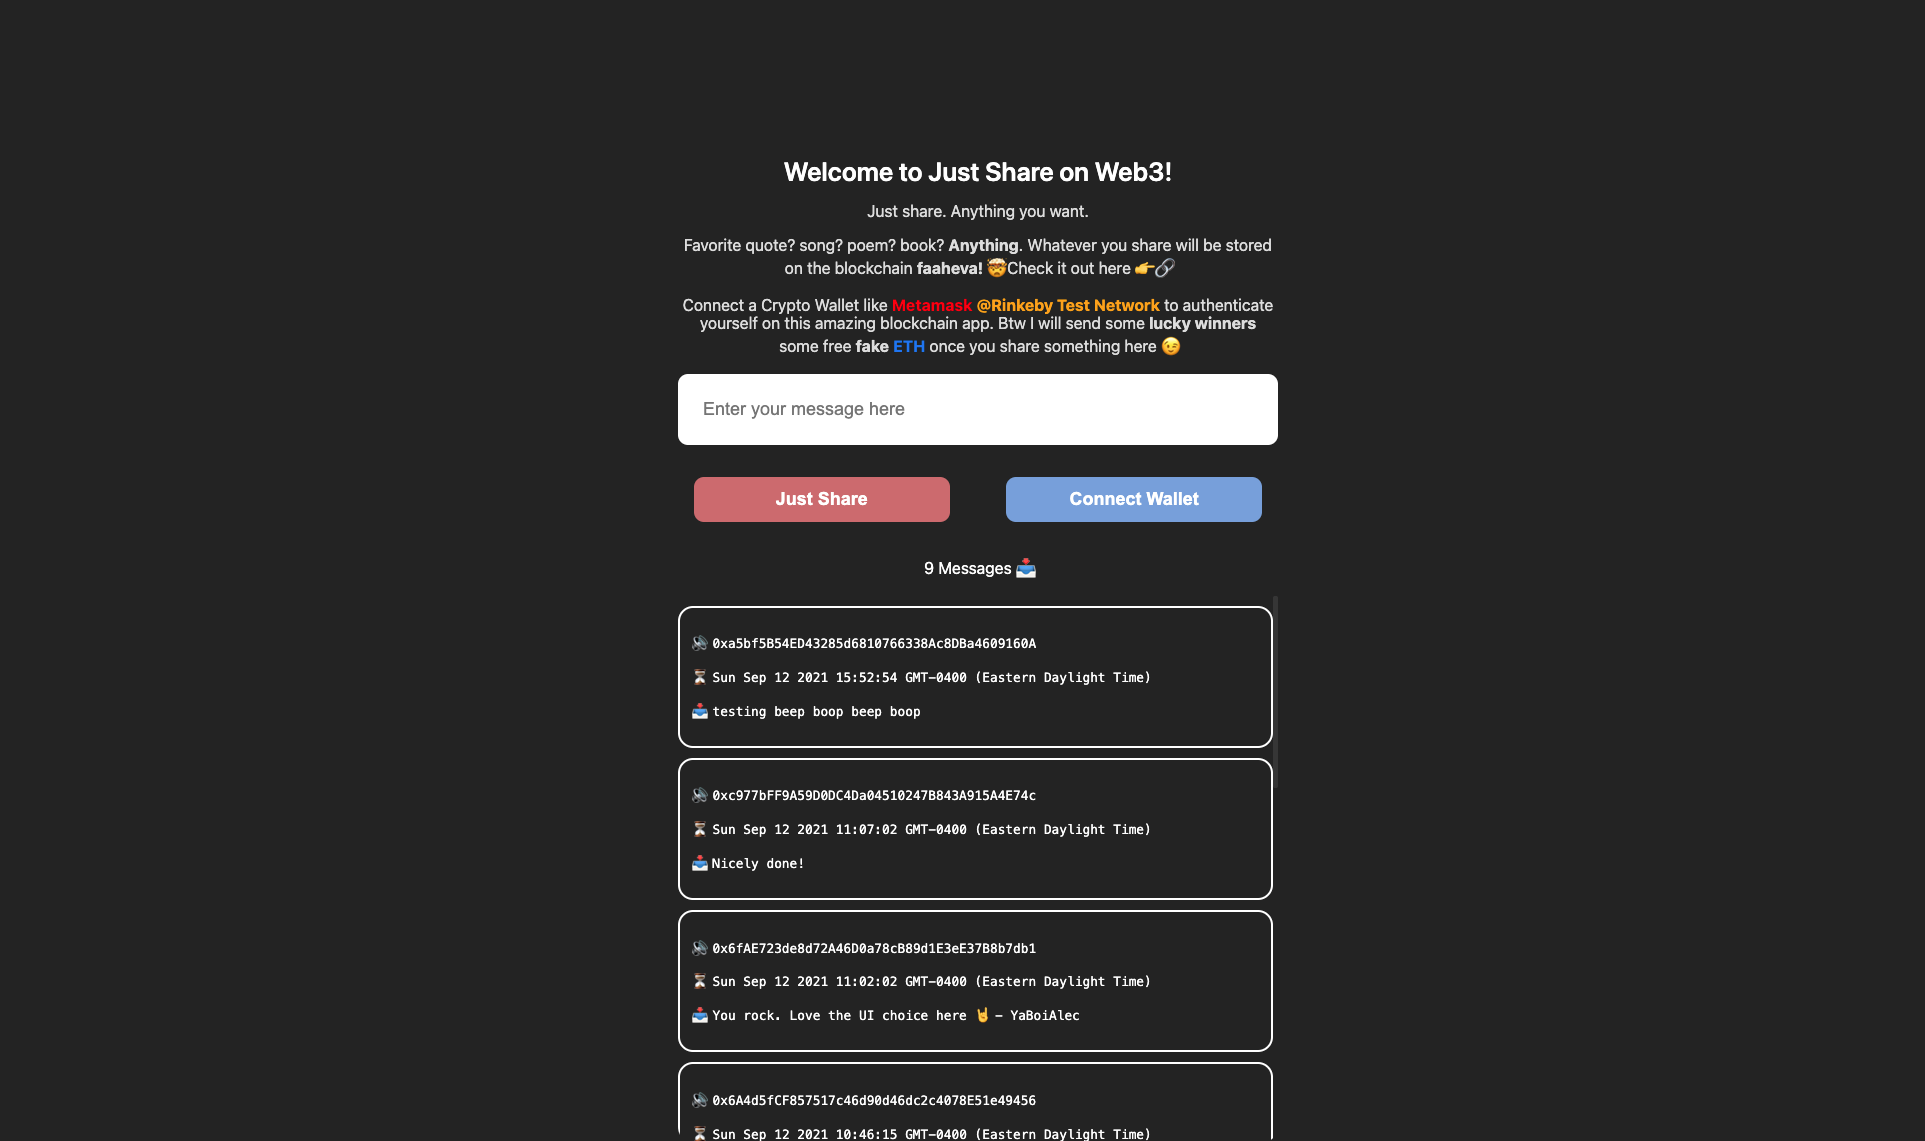 Welcome to Just Share on Web3!
Just share. Anything you want.
Favorite quote? song? poem? book? Anything. Whatever you share will be stored
on the blockchain faaheva! 🤯Check it out here 👉🔗
Connect a Crypto Wallet like Metamask @Rinkeby Test Network to authenticate
yourself on this amazing blockchain app. Btw I will send some lucky winners
some free fake ETH once you share something here 😉
Enter your message here
Just Share
Connect Wallet
9 Messages 📥
🔊 0xa5bf5B54ED43285d6810766338Ac8DBa4609160A
⏳ Sun Sep 12 2021 15:52:54 GMT-0400 (Eastern Daylight Time)
📥 testing beep boop beep boop
🔊 0xc977bFF9A59D0DC4Da04510247B843A915A4E74c
⏳ Sun Sep 12 2021 11:07:02 GMT-0400 (Eastern Daylight Time)
📥 Nicely done!
🔊 0x6fAE723de8d72A46D0a78cB89d1E3eE37B8b7db1
⏳ Sun Sep 12 2021 11:02:02 GMT-0400 (Eastern Daylight Time)
📥 You rock. Love the UI choice here 🤘 - YaBoiAlec
🔊 0x6A4d5fCF857517c46d90d46dc2c4078E51e49456
⏳ Sun Sep 12 2021 10:46:15 GMT-0400 (Eastern Daylight Time)